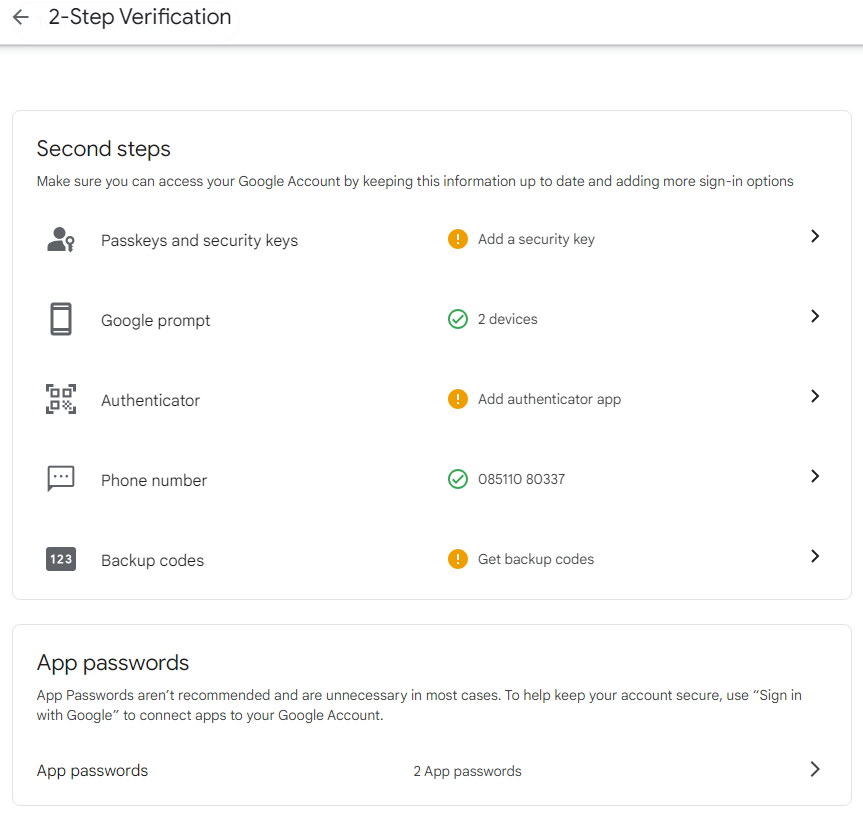 2-Step Verification
Second steps
Make sure you can access your Google Account by keeping this information up to date and adding more sign-in options
Passkeys and security keys
Add a security key
Google prompt
2 devices
Authenticator
Add authenticator app
Phone number
085110 80337
123
Backup codes
Get backup codes
App passwords
App Passwords aren’t recommended and are unnecessary in most cases. To help keep your account secure, use “Sign in
with Google” to connect apps to your Google Account.
App passwords
2 App passwords